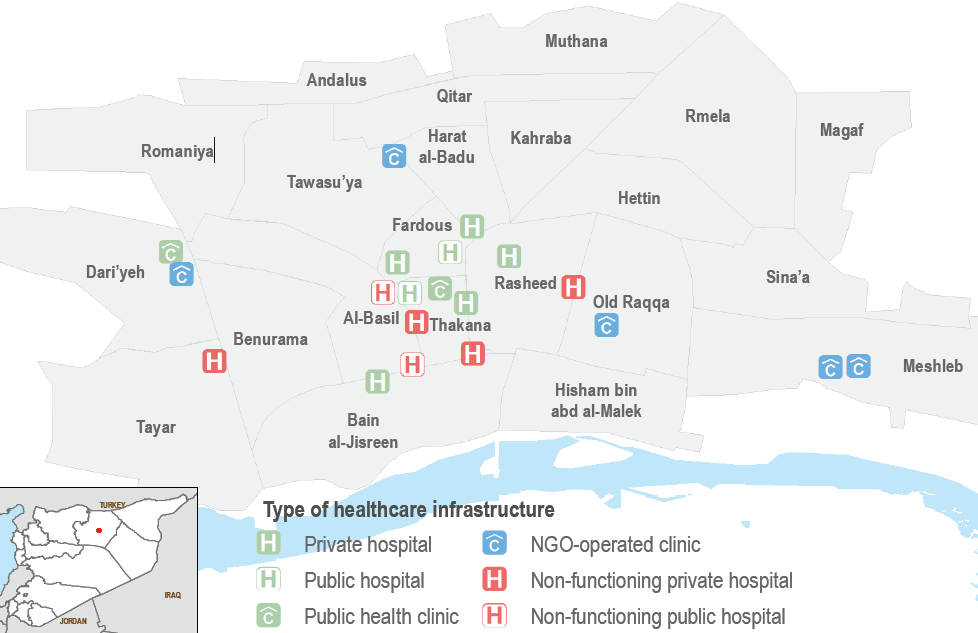 Muthana
Andalus
Qitar
Rmela
Harat
al-Badu
Kahraba
Magaf
Romaniya
Tawasu'ya
Hettin
Fardous
H
C
H
H
H
Dari'yeh
C
C
Rasheed
H
Sina'a
H
H
C
H
Old Raqqa
Al-Basil
H
Thakana
C
Benurama
H
H
H
C
C
Meshleb
H
Hisham bin
abd al-Malek
Bain
al-Jisreen
Tayar
TURKEY
IRAQ
JORDAN
Type of healthcare infrastructure
H Private hospital
C NGO-operated clinic
H Public hospital
H Non-functioning private hospital
C Public health clinic
H Non-functioning public hospital